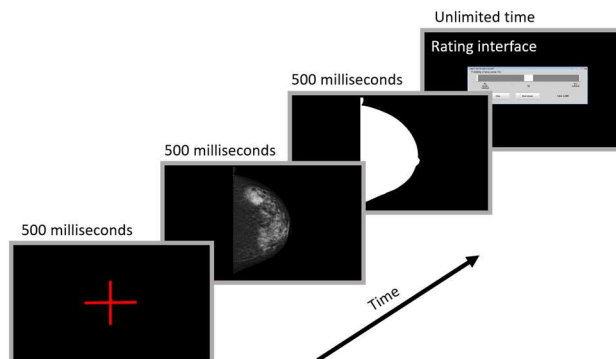 Unlimited time
Rating interface
500 milliseconds
500 milliseconds
500 milliseconds
Time